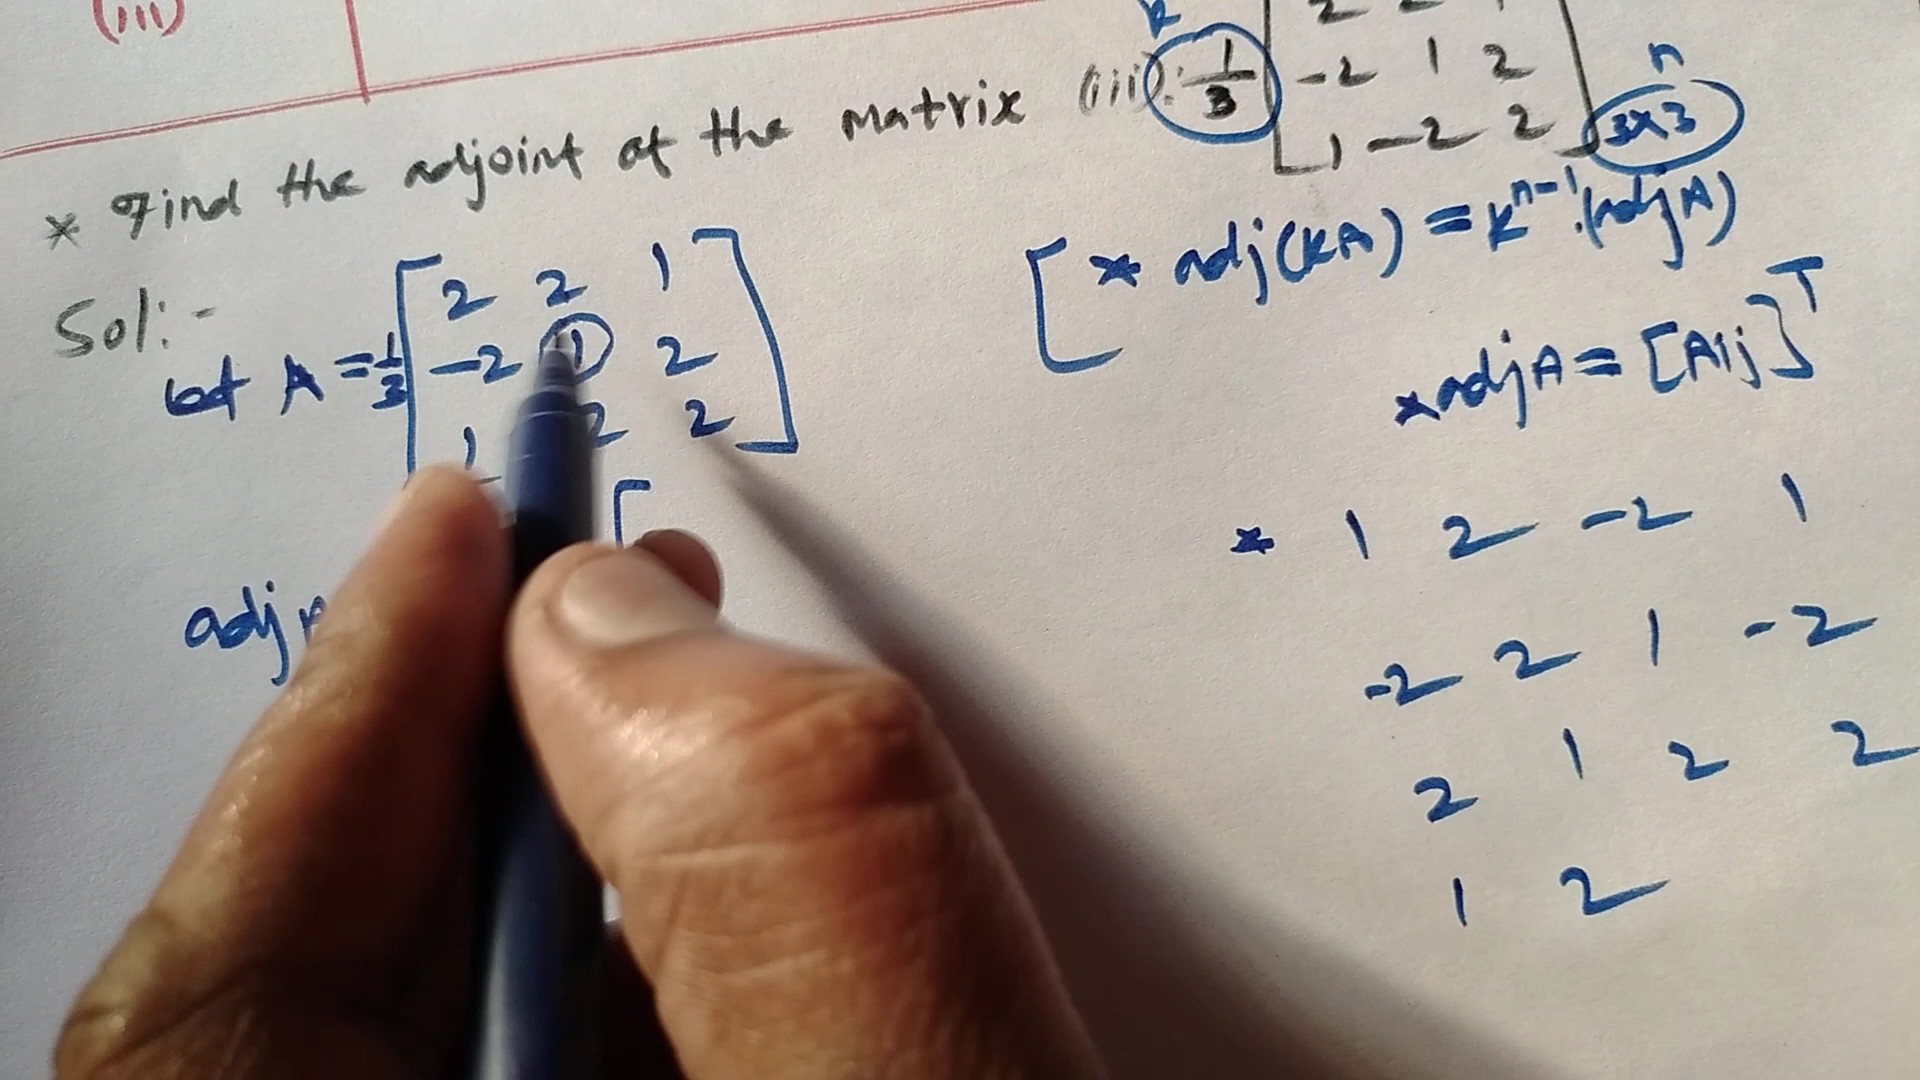 (iii)
* Find the adjoint of the Matrix (iii). 1/3 [ 2 2 1
-2 1 2
1 -2 2 ] 3x3
k
n
Sol:-
let A = 1/3 [ 2 2 1
-2 1 2
1 2 2 ]
[ * adj(KA) = K^n-1 . (adj A)
* adj A = [Aij]^T
adj
[
* 1 2 -2 1
-2 2 1 -2
2 1 2 2
1 2